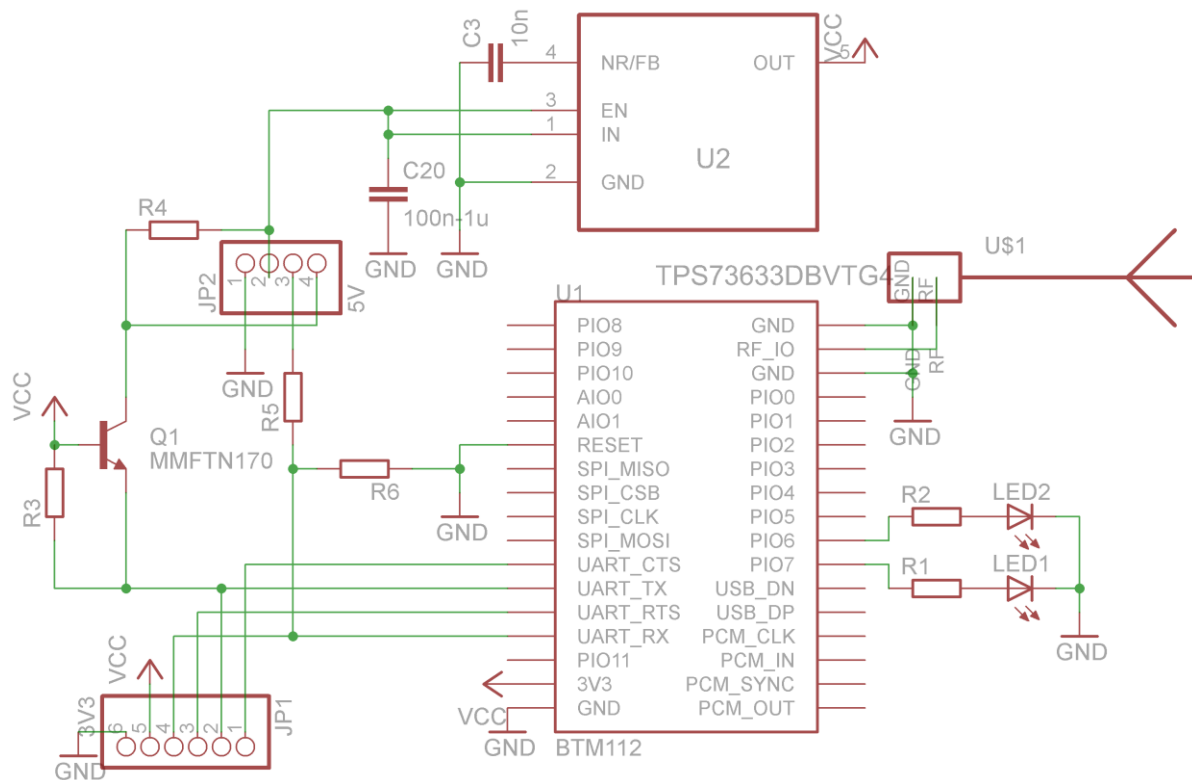 C3
10n
VCC
4
NR/FB
OUT
5
3
EN
1
IN
U2
C20
2
GND
100n-1u
R4
GND
GND
JP2
1
2
3
4
5V
TPS73633DBVTG4
U$1
GND
RF
U1
PIO8
GND
PIO9
RF_IO
GND
RF
PIO10
GND
GND
AIO0
PIO0
VCC
R5
AIO1
PIO1
GND
Q1
MMFTN170
RESET
PIO2
R6
SPI_MISO
PIO3
R3
SPI_CSB
PIO4
R2
LED2
GND
SPI_CLK
PIO5
SPI_MOSI
PIO6
UART_CTS
PIO7
R1
LED1
UART_TX
USB_DN
UART_RTS
USB_DP
UART_RX
PCM_CLK
GND
VCC
PIO11
PCM_IN
3V3
PCM_SYNC
VCC
GND
PCM_OUT
GND
BTM112
3V3
6
5
4
3
2
1
JP1
GND